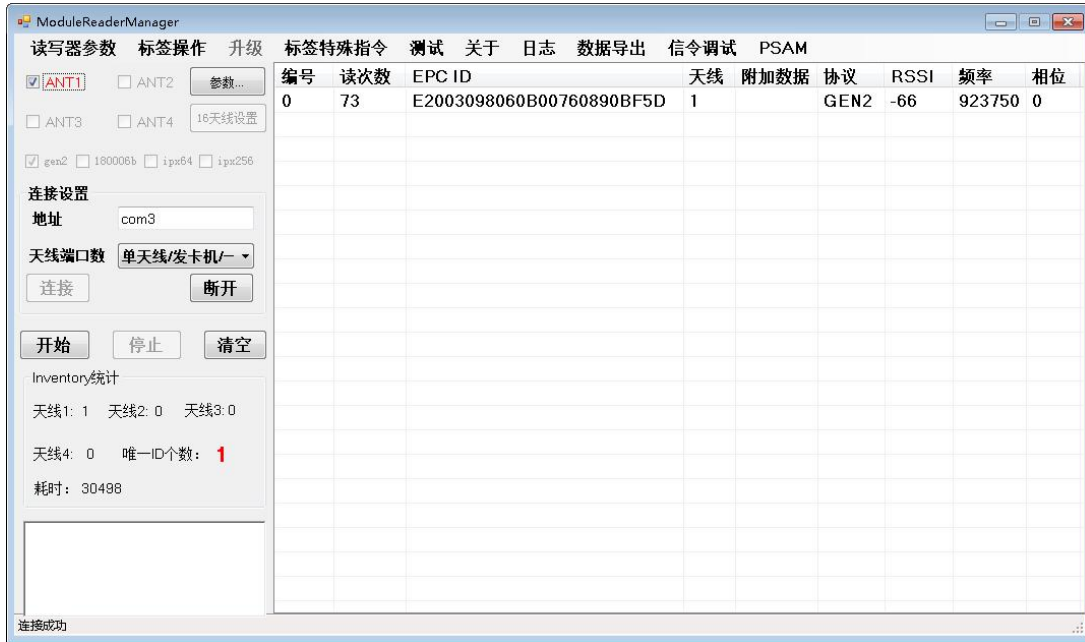 ModuleReaderManager
读写器参数 标签操作 升级 标签特殊指令 测试 关于 日志 数据导出 信令调试 PSAM
ANT1 ANT2 参数...
ANT3 ANT4 16天线设置
gen2 180006b ipx64 ipx256
连接设置
地址 com3
天线端口数 单天线/发卡机/一
连接 断开
开始 停止 清空
Inventory统计
天线1: 1 天线2: 0 天线3: 0
天线4: 0 唯一ID个数： 1
耗时： 30498
编号 读次数 EPC ID 天线 附加数据 协议 RSSI 频率 相位
0 73 E2003098060B00760890BF5D 1 GEN2 -66 923750 0
连接成功